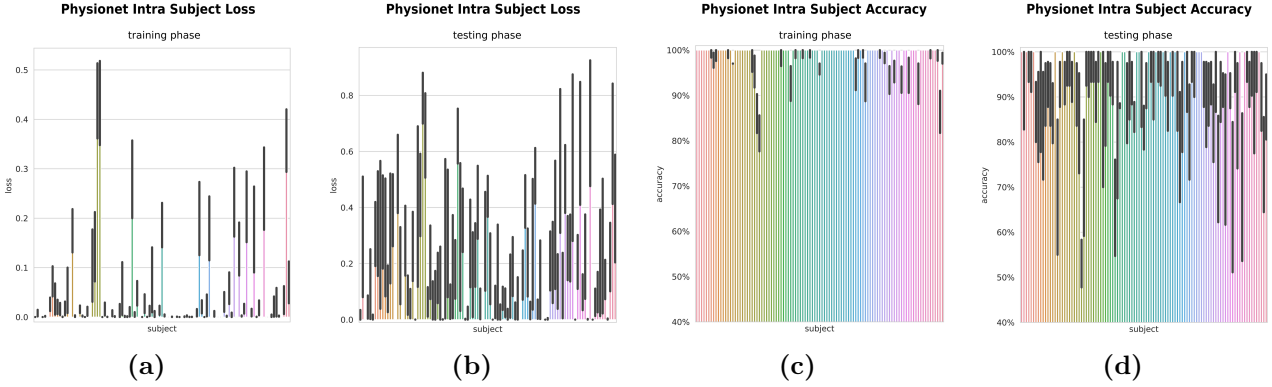 Physionet Intra Subject Loss
training phase
0.5
0.4
0.3
0.2
0.1
0.0
loss
subject
(a)
Physionet Intra Subject Loss
testing phase
0.8
0.6
0.4
0.2
0.0
loss
subject
(b)
Physionet Intra Subject Accuracy
training phase
100%
90%
80%
70%
60%
50%
40%
accuracy
subject
(c)
Physionet Intra Subject Accuracy
testing phase
100%
90%
80%
70%
60%
50%
40%
accuracy
subject
(d)